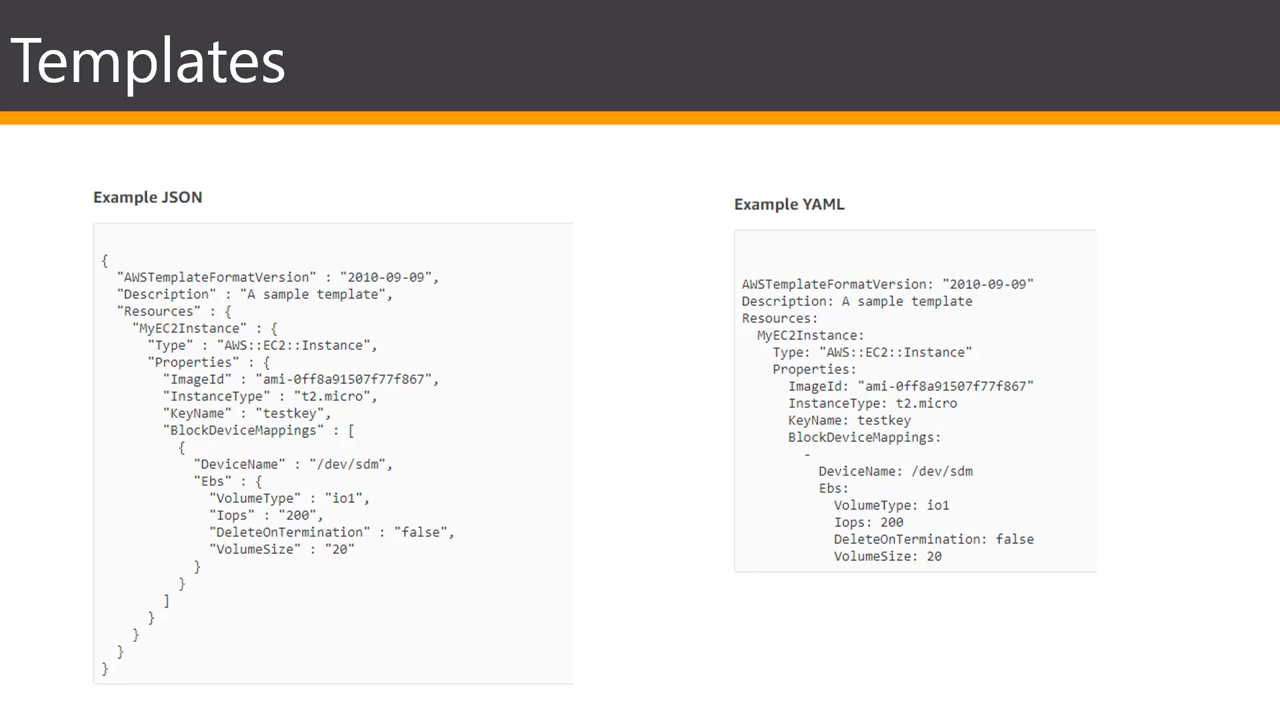 Templates
Example JSON
{
  "AWSTemplateFormatVersion" : "2010-09-09",
  "Description" : "A sample template",
  "Resources" : {
    "MyEC2Instance" : {
      "Type" : "AWS::EC2::Instance",
      "Properties" : {
        "ImageId" : "ami-0ff8a91507f77f867",
        "InstanceType" : "t2.micro",
        "KeyName" : "testkey",
        "BlockDeviceMappings" : [
          {
            "DeviceName" : "/dev/sdm",
            "Ebs" : {
              "VolumeType" : "io1",
              "Iops" : "200",
              "DeleteOnTermination" : "false",
              "VolumeSize" : "20"
            }
          }
        ]
      }
    }
  }
}
Example YAML
AWSTemplateFormatVersion: "2010-09-09"
Description: A sample template
Resources:
  MyEC2Instance:
    Type: "AWS::EC2::Instance"
    Properties:
      ImageId: "ami-0ff8a91507f77f867"
      InstanceType: t2.micro
      KeyName: testkey
      BlockDeviceMappings:
        -
          DeviceName: /dev/sdm
          Ebs:
            VolumeType: io1
            Iops: 200
            DeleteOnTermination: false
            VolumeSize: 20